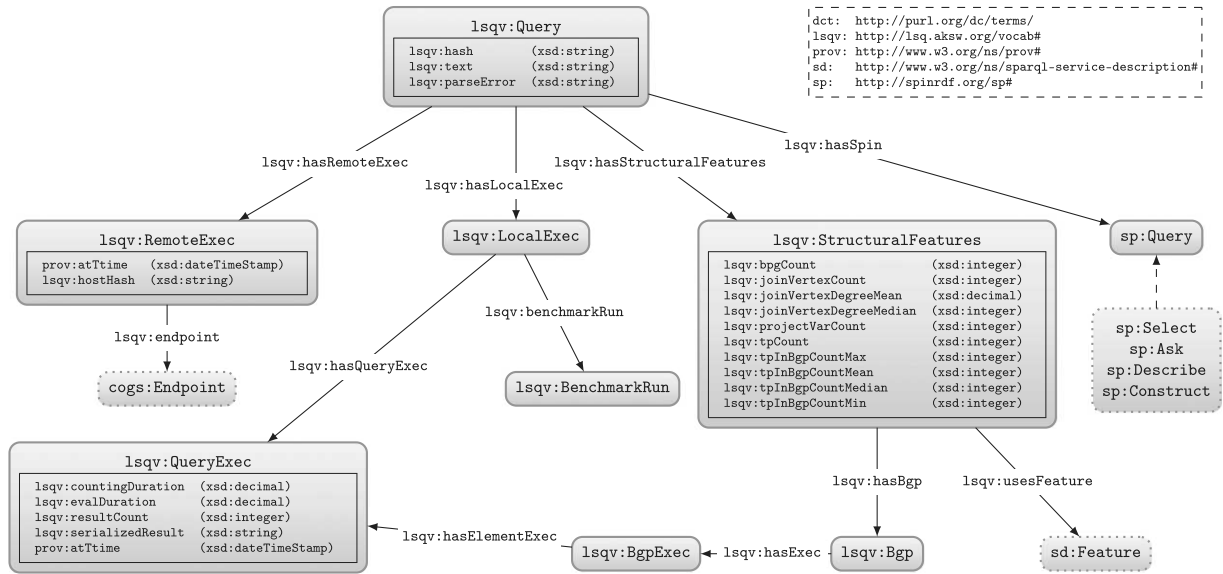 lsqv:Query
lsqv:hash (xsd:string)
lsqv:text (xsd:string)
lsqv:parseError (xsd:string)
dct: http://purl.org/dc/terms/
lsqv: http://lsq.aksw.org/vocab#
prov: http://www.w3.org/ns/prov#
sd: http://www.w3.org/ns/sparql-service-description#
sp: http://spinrdf.org/sp#
lsqv:hasRemoteExec
lsqv:hasLocalExec
lsqv:hasStructuralFeatures
lsqv:hasSpin
lsqv:RemoteExec
prov:atTtime (xsd:dateTimeStamp)
lsqv:hostHash (xsd:string)
lsqv:endpoint
cogs:Endpoint
lsqv:LocalExec
lsqv:benchmarkRun
lsqv:hasQueryExec
lsqv:BenchmarkRun
lsqv:StructuralFeatures
lsqv:bpgCount (xsd:integer)
lsqv:joinVertexCount (xsd:integer)
lsqv:joinVertexDegreeMean (xsd:decimal)
lsqv:joinVertexDegreeMedian (xsd:integer)
lsqv:projectVarCount (xsd:integer)
lsqv:tpCount (xsd:integer)
lsqv:tpInBgpCountMax (xsd:integer)
lsqv:tpInBgpCountMean (xsd:integer)
lsqv:tpInBgpCountMedian (xsd:integer)
lsqv:tpInBgpCountMin (xsd:integer)
sp:Query
sp:Select
sp:Ask
sp:Describe
sp:Construct
lsqv:QueryExec
lsqv:countingDuration (xsd:decimal)
lsqv:evalDuration (xsd:decimal)
lsqv:resultCount (xsd:integer)
lsqv:serializedResult (xsd:string)
prov:atTtime (xsd:dateTimeStamp)
lsqv:hasElementExec
lsqv:BgpExec
lsqv:hasExec
lsqv:hasBgp
lsqv:Bgp
lsqv:usesFeature
sd:Feature